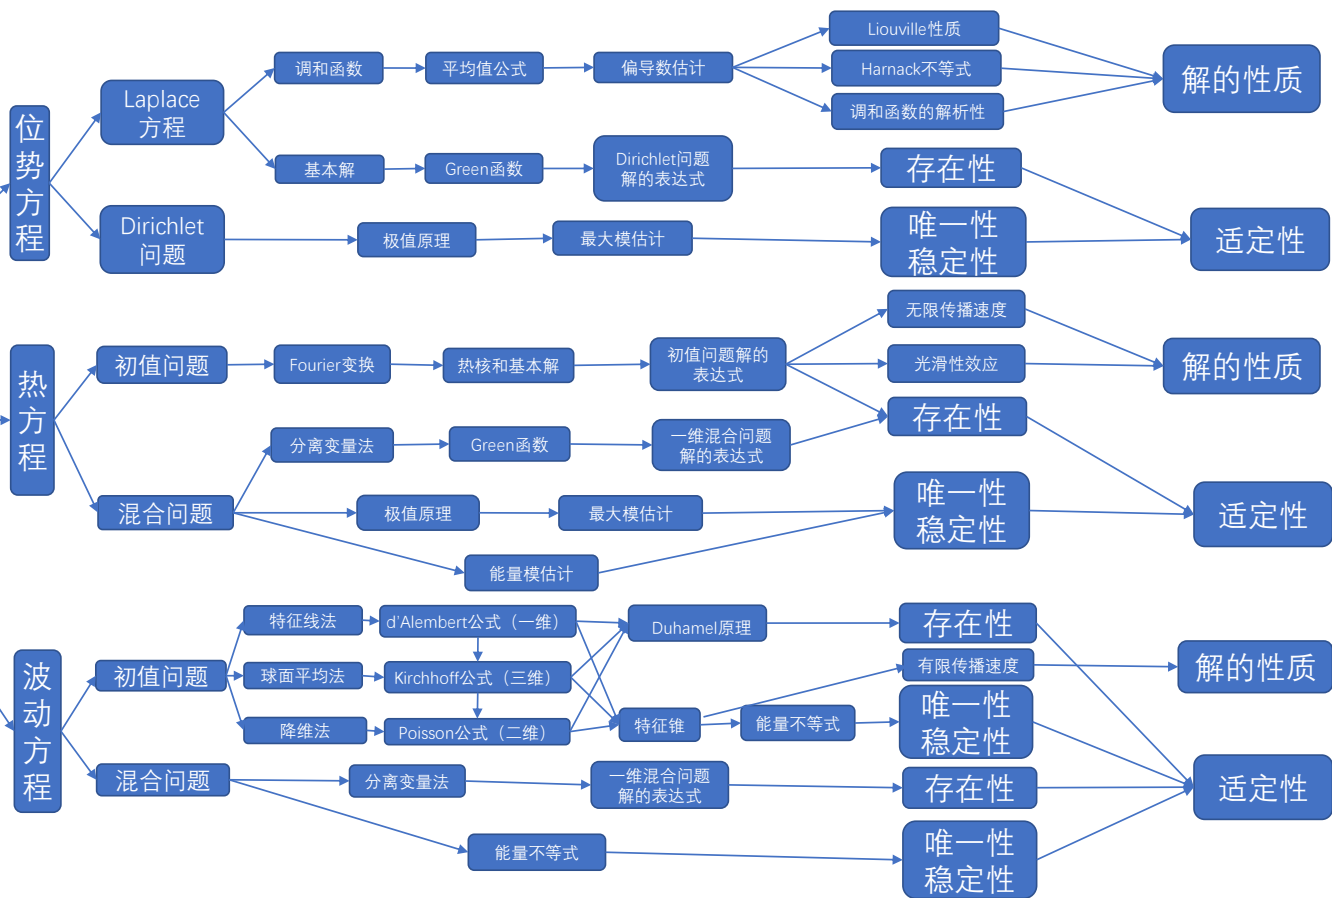 位
势
方
程
Laplace
方程
调和函数
平均值公式
偏导数估计
Liouville性质
Harnack不等式
调和函数的解析性
解的性质
基本解
Green函数
Dirichlet问题
解的表达式
存在性
Dirichlet
问题
极值原理
最大模估计
唯一性
稳定性
适定性
热
方
程
初值问题
Fourier变换
热核和基本解
初值问题解的
表达式
无限传播速度
光滑性效应
解的性质
存在性
分离变量法
Green函数
一维混合问题
解的表达式
混合问题
极值原理
最大模估计
唯一性
稳定性
适定性
能量模估计
波
动
方
程
初值问题
特征线法
d'Alembert公式（一维）
Duhamel原理
存在性
球面平均法
Kirchhoff公式（三维）
有限传播速度
解的性质
降维法
Poisson公式（二维）
特征锥
能量不等式
唯一性
稳定性
混合问题
分离变量法
一维混合问题
解的表达式
存在性
适定性
能量不等式
唯一性
稳定性